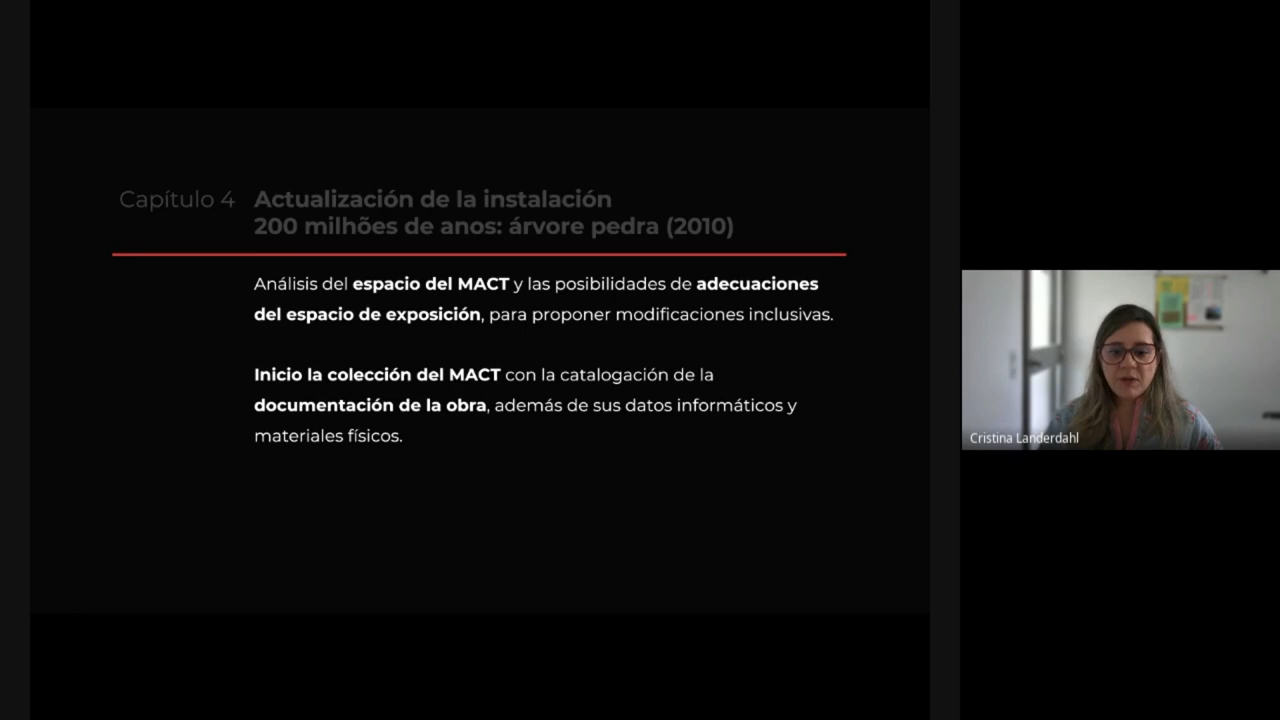 Capítulo 4 Actualización de la instalación
200 milhões de anos: árvore pedra (2010)
Análisis del espacio del MACT y las posibilidades de adecuaciones
del espacio de exposición, para proponer modificaciones inclusivas.
Inicio la colección del MACT con la catalogación de la
documentación de la obra, además de sus datos informáticos y
materiales físicos.
Cristina Landerdahl